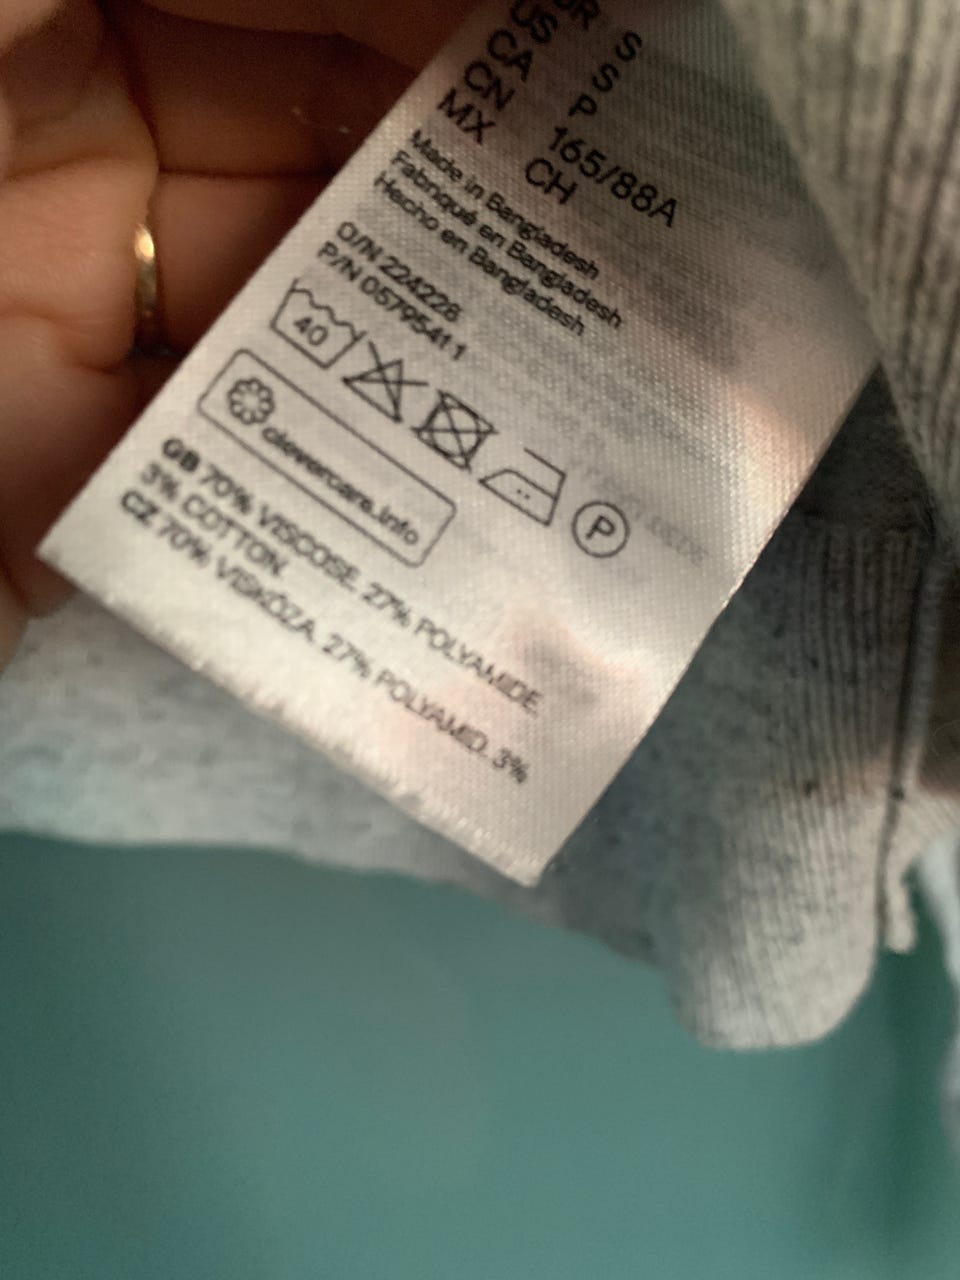 US S
CA S
CN P
MX 165/88A
CH
Made in Bangladesh
Fabriqué en Bangladesh
Hecho en Bangladesh
O/N 224228
P/N 05795411
40
P
clevercare.info
GB 70% VISCOSE. 27% POLYAMIDE.
3% COTTON.
CZ 70% VISKÓZA. 27% POLYAMID. 3%